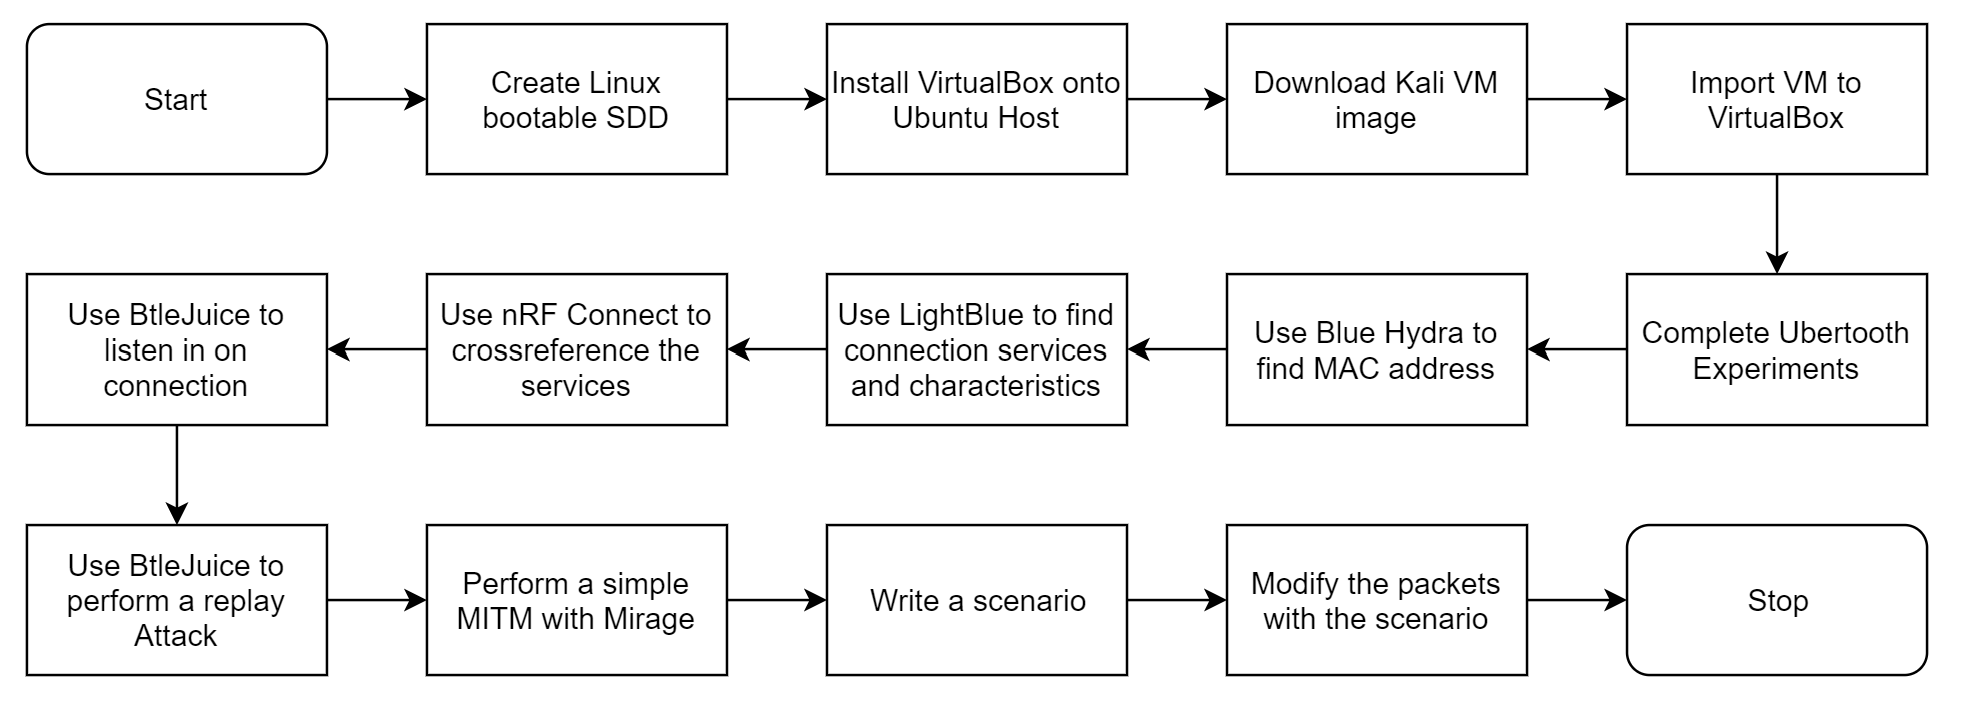 Start
Create Linux
bootable SDD
Install VirtualBox onto
Ubuntu Host
Download Kali VM
image
Import VM to
VirtualBox
Complete Ubertooth
Experiments
Use Blue Hydra to
find MAC address
Use LightBlue to find
connection services
and characteristics
Use nRF Connect to
crossreference the
services
Use BtleJuice to
listen in on
connection
Use BtleJuice to
perform a replay
Attack
Perform a simple
MITM with Mirage
Write a scenario
Modify the packets
with the scenario
Stop